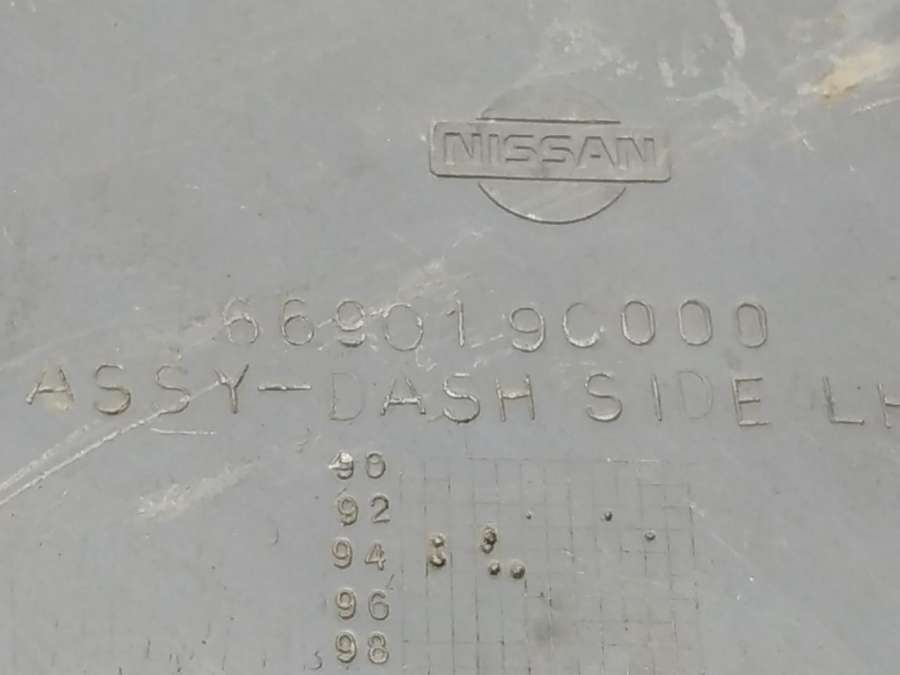 NISSAN
669019C000
ASSY-DASH SIDE LH
90
92
94
96
98